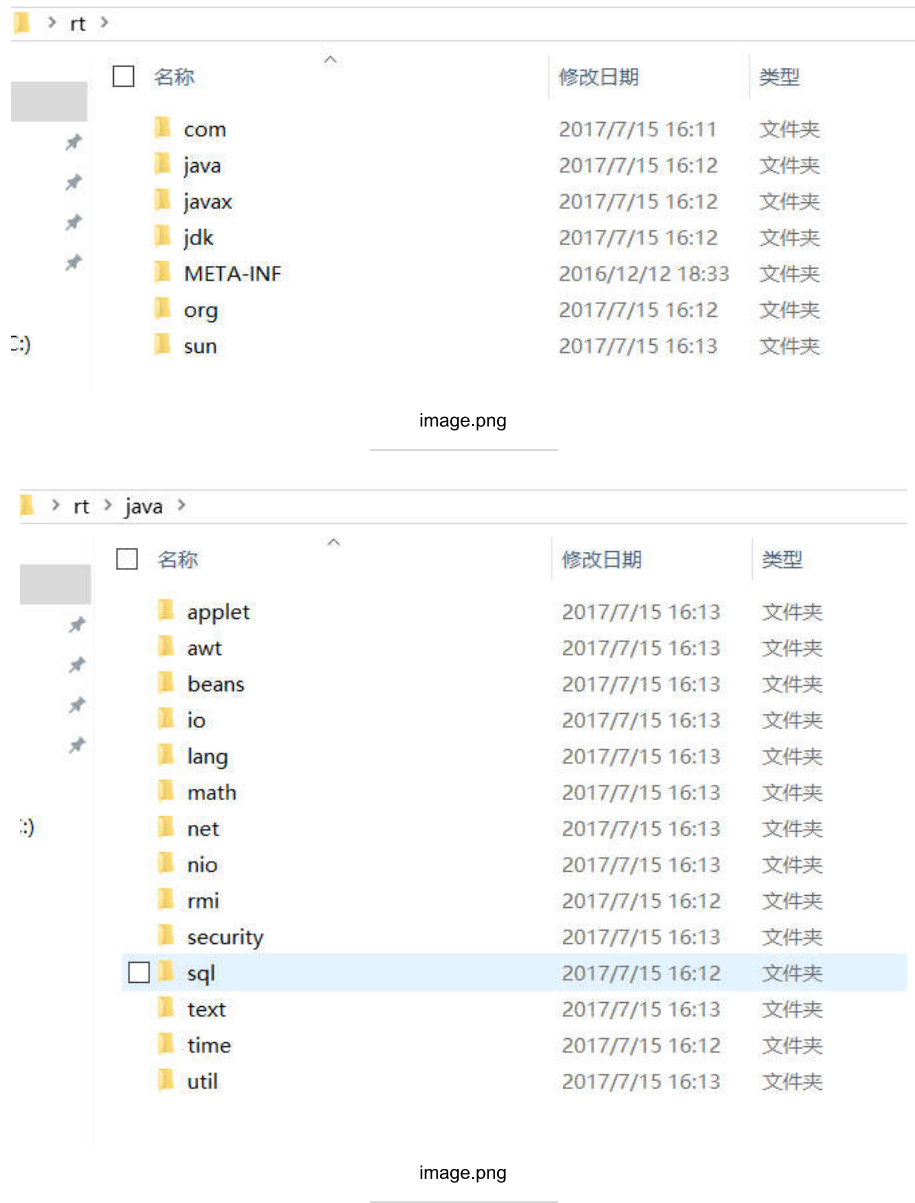 > rt >
名称 修改日期 类型
com 2017/7/15 16:11 文件夹
java 2017/7/15 16:12 文件夹
javax 2017/7/15 16:12 文件夹
jdk 2017/7/15 16:12 文件夹
META-INF 2016/12/12 18:33 文件夹
org 2017/7/15 16:12 文件夹
C:) sun 2017/7/15 16:13 文件夹
image.png
> rt > java >
名称 修改日期 类型
applet 2017/7/15 16:13 文件夹
awt 2017/7/15 16:13 文件夹
beans 2017/7/15 16:13 文件夹
io 2017/7/15 16:13 文件夹
lang 2017/7/15 16:13 文件夹
math 2017/7/15 16:13 文件夹
:) net 2017/7/15 16:13 文件夹
nio 2017/7/15 16:13 文件夹
rmi 2017/7/15 16:12 文件夹
security 2017/7/15 16:13 文件夹
sql 2017/7/15 16:12 文件夹
text 2017/7/15 16:13 文件夹
time 2017/7/15 16:12 文件夹
util 2017/7/15 16:13 文件夹
image.png